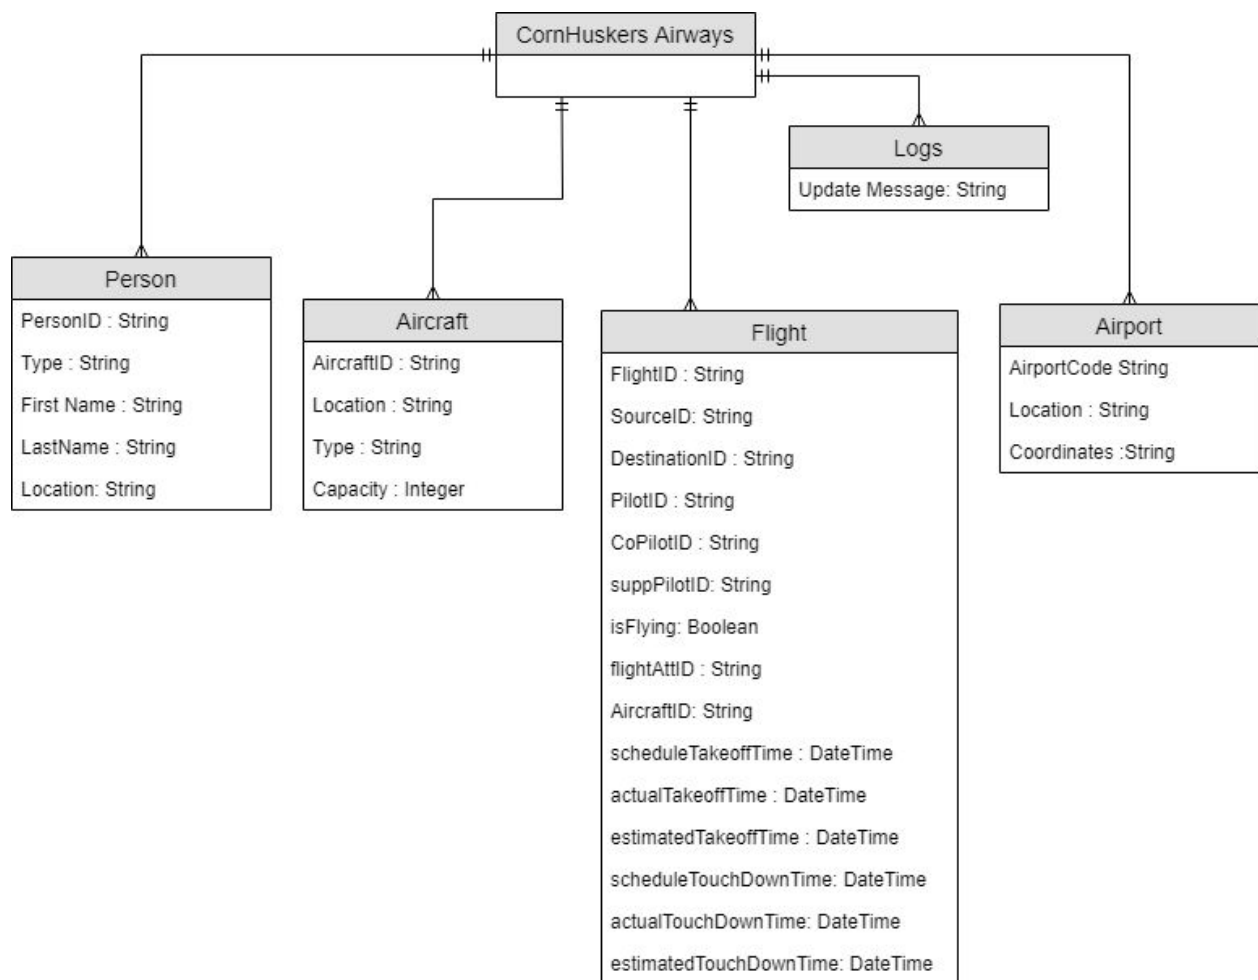 CornHuskers Airways
Logs
Update Message: String
Person
PersonID : String
Type : String
First Name : String
LastName : String
Location: String
Aircraft
AircraftID : String
Location : String
Type : String
Capacity : Integer
Flight
FlightID : String
SourceID: String
DestinationID : String
PilotID : String
CoPilotID : String
suppPilotID: String
isFlying: Boolean
flightAttID : String
AircraftID: String
scheduleTakeoffTime : DateTime
actualTakeoffTime : DateTime
estimatedTakeoffTime : DateTime
scheduleTouchDownTime: DateTime
actualTouchDownTime: DateTime
estimatedTouchDownTime: DateTime
Airport
AirportCode String
Location : String
Coordinates :String